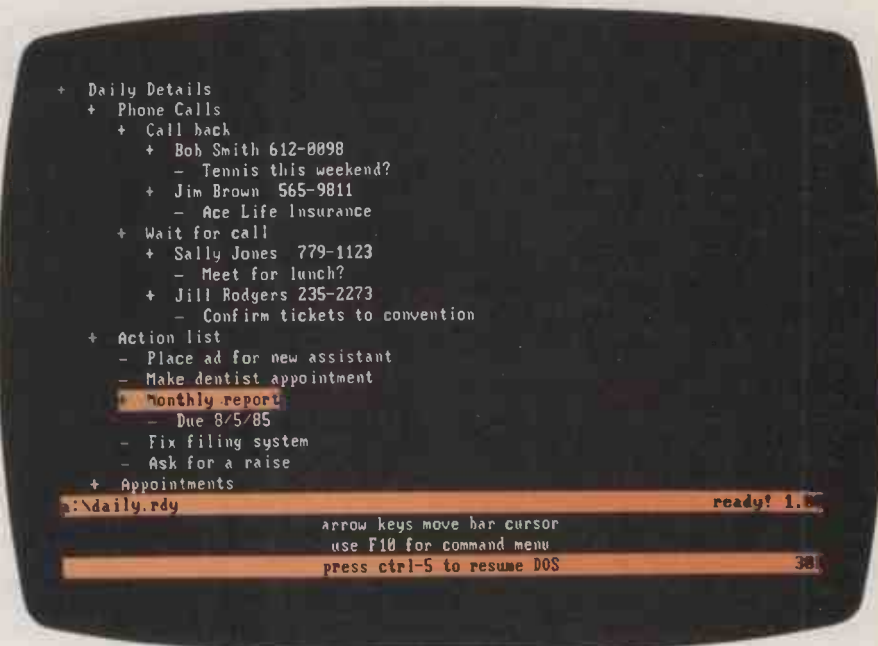 + Daily Details
+ Phone Calls
+ Call back
+ Bob Smith 612-0098
- Tennis this weekend?
+ Jim Brown 565-9811
- Ace Life Insurance
+ Wait for call
+ Sally Jones 779-1123
- Meet for lunch?
+ Jill Rodgers 235-2273
- Confirm tickets to convention
+ Action list
- Place ad for new assistant
- Make dentist appointment
+ Monthly report
- Due 8/5/85
- Fix filing system
- Ask for a raise
+ Appointments
a:\daily.rdy ready! 1.
arrow keys move bar cursor
use F10 for command menu
press ctrl-5 to resume DOS